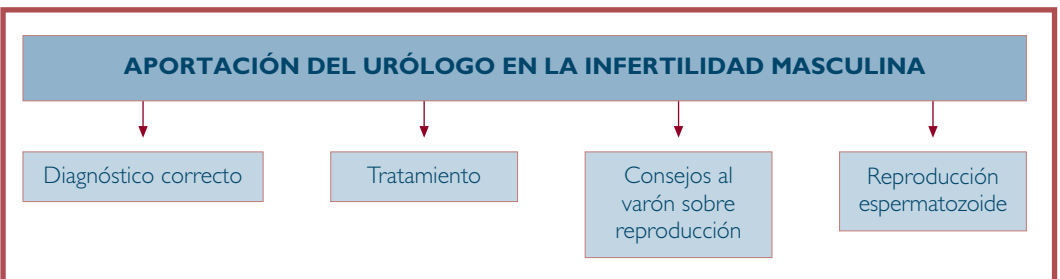 APORTACIÓN DEL URÓLOGO EN LA INFERTILIDAD MASCULINA
Diagnóstico correcto
Tratamiento
Consejos al
varón sobre
reproducción
Reproducción
espermatozoide